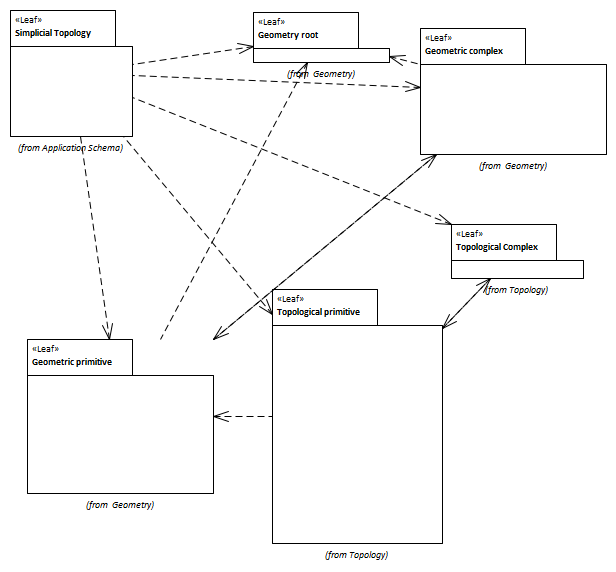 «Leaf»
Simplicial Topology
(from Application Schema)
«Leaf»
Geometry root
(from Geometry)
«Leaf»
Geometric complex
(from Geometry)
«Leaf»
Topological Complex
(from Topology)
«Leaf»
Topological primitive
(from Topology)
«Leaf»
Geometric primitive
(from Geometry)